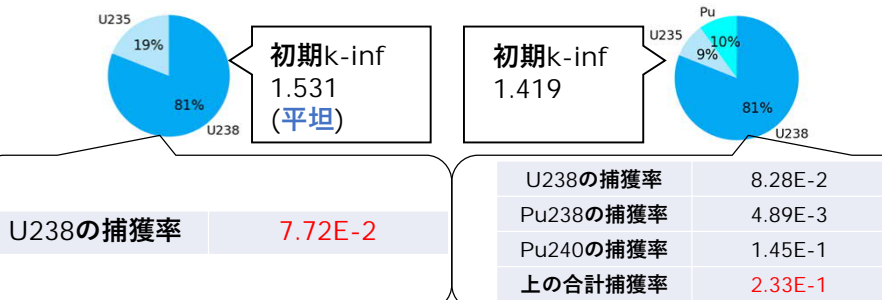 U235
19%
81%
U238
初期k-inf
1.531
(平坦)
初期k-inf
1.419
Pu
U235
10%
9%
81%
U238
U238の捕獲率 7.72E-2
U238の捕獲率 8.28E-2
Pu238の捕獲率 4.89E-3
Pu240の捕獲率 1.45E-1
上の合計捕獲率 2.33E-1